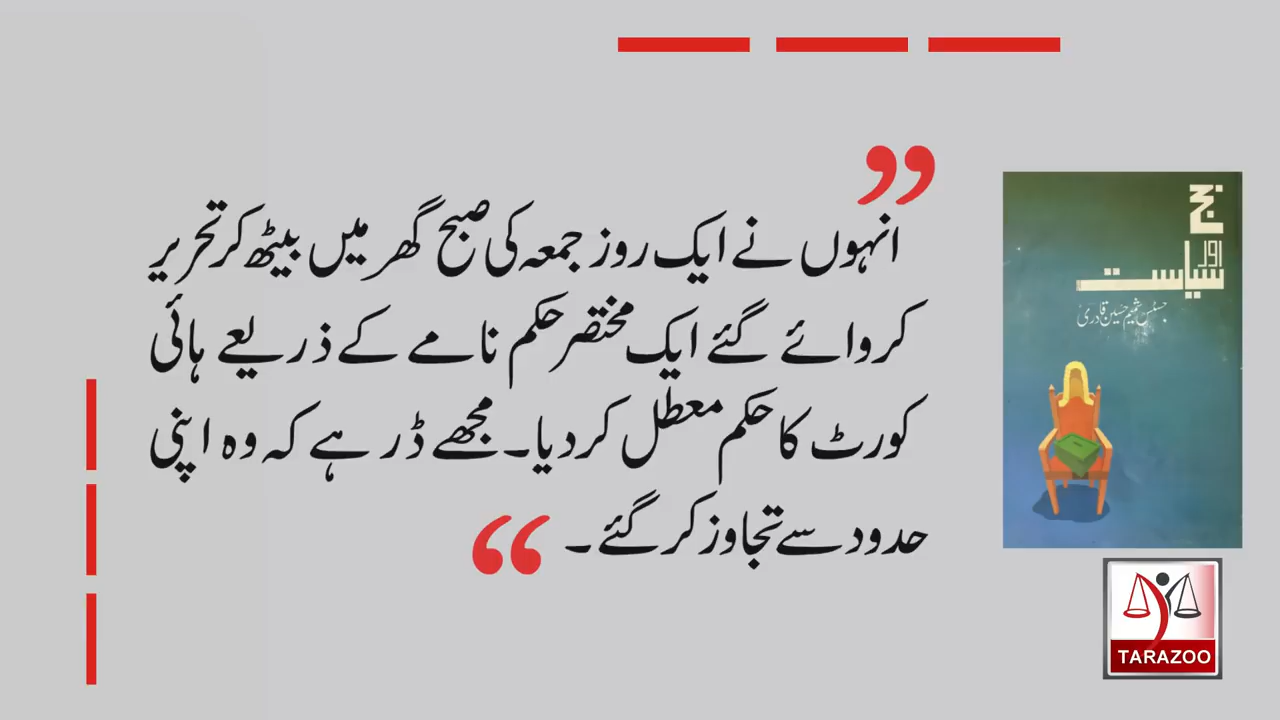 انہوں نے ایک روز جمعہ کی صبح گھر میں بیٹھ کر تحریر
کروائے گئے ایک مختصر حکم نامے کے ذریعے ہائی
کورٹ کا حکم معطل کر دیا۔ مجھے ڈر ہے کہ وہ اپنی
حدود سے تجاوز کر گئے۔
جج
اور
سیاست
جسٹس شمیم حسین قادری
TARAZOO